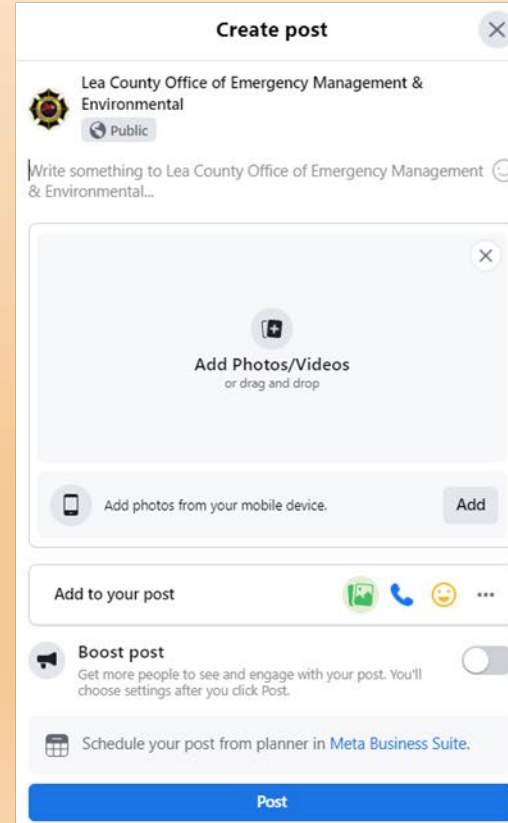 Create post
Lea County Office of Emergency Management &
Environmental
Public
Write something to Lea County Office of Emergency Management
& Environmental...
Add Photos/Videos
or drag and drop
Add photos from your mobile device.
Add
Add to your post
Boost post
Get more people to see and engage with your post. You'll
choose settings after you click Post.
Schedule your post from planner in Meta Business Suite.
Post